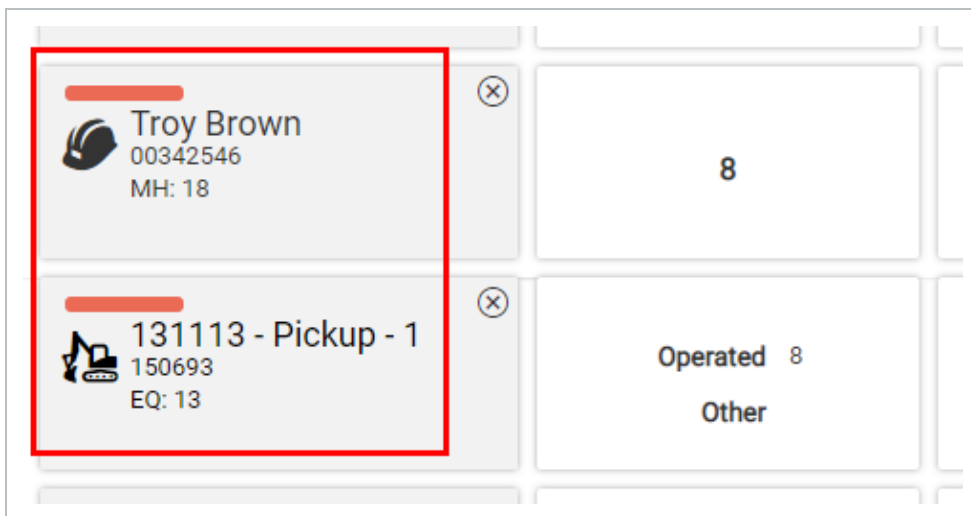 Troy Brown
00342546
MH: 18
8
131113 - Pickup - 1
150693
EQ: 13
Operated 8
Other